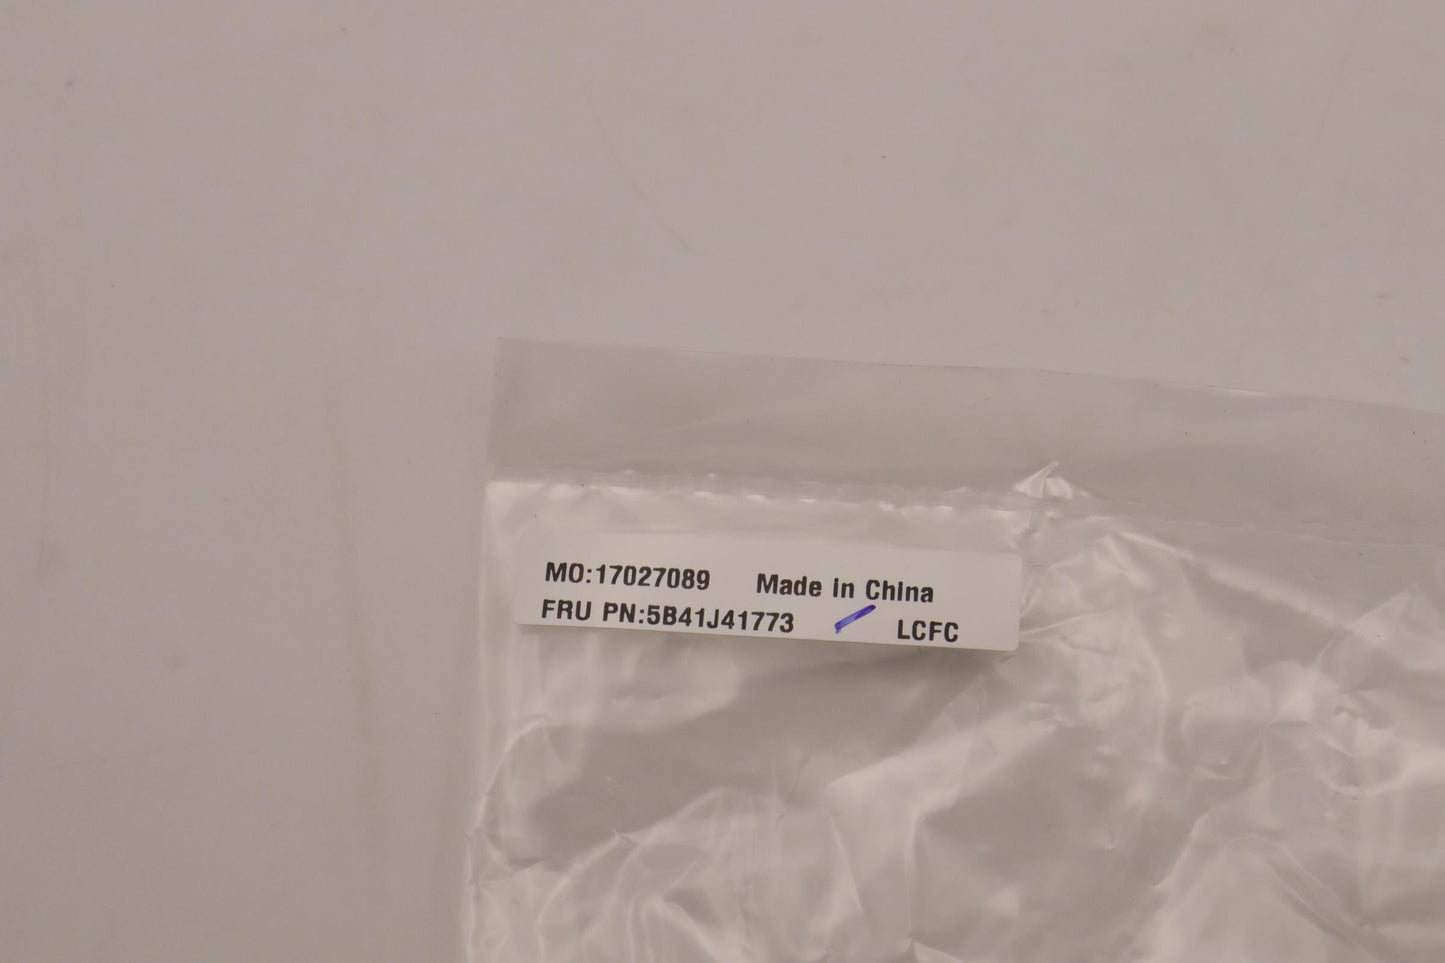 MO:17027089 Made in China
FRU PN:5B41J41773 LCFC